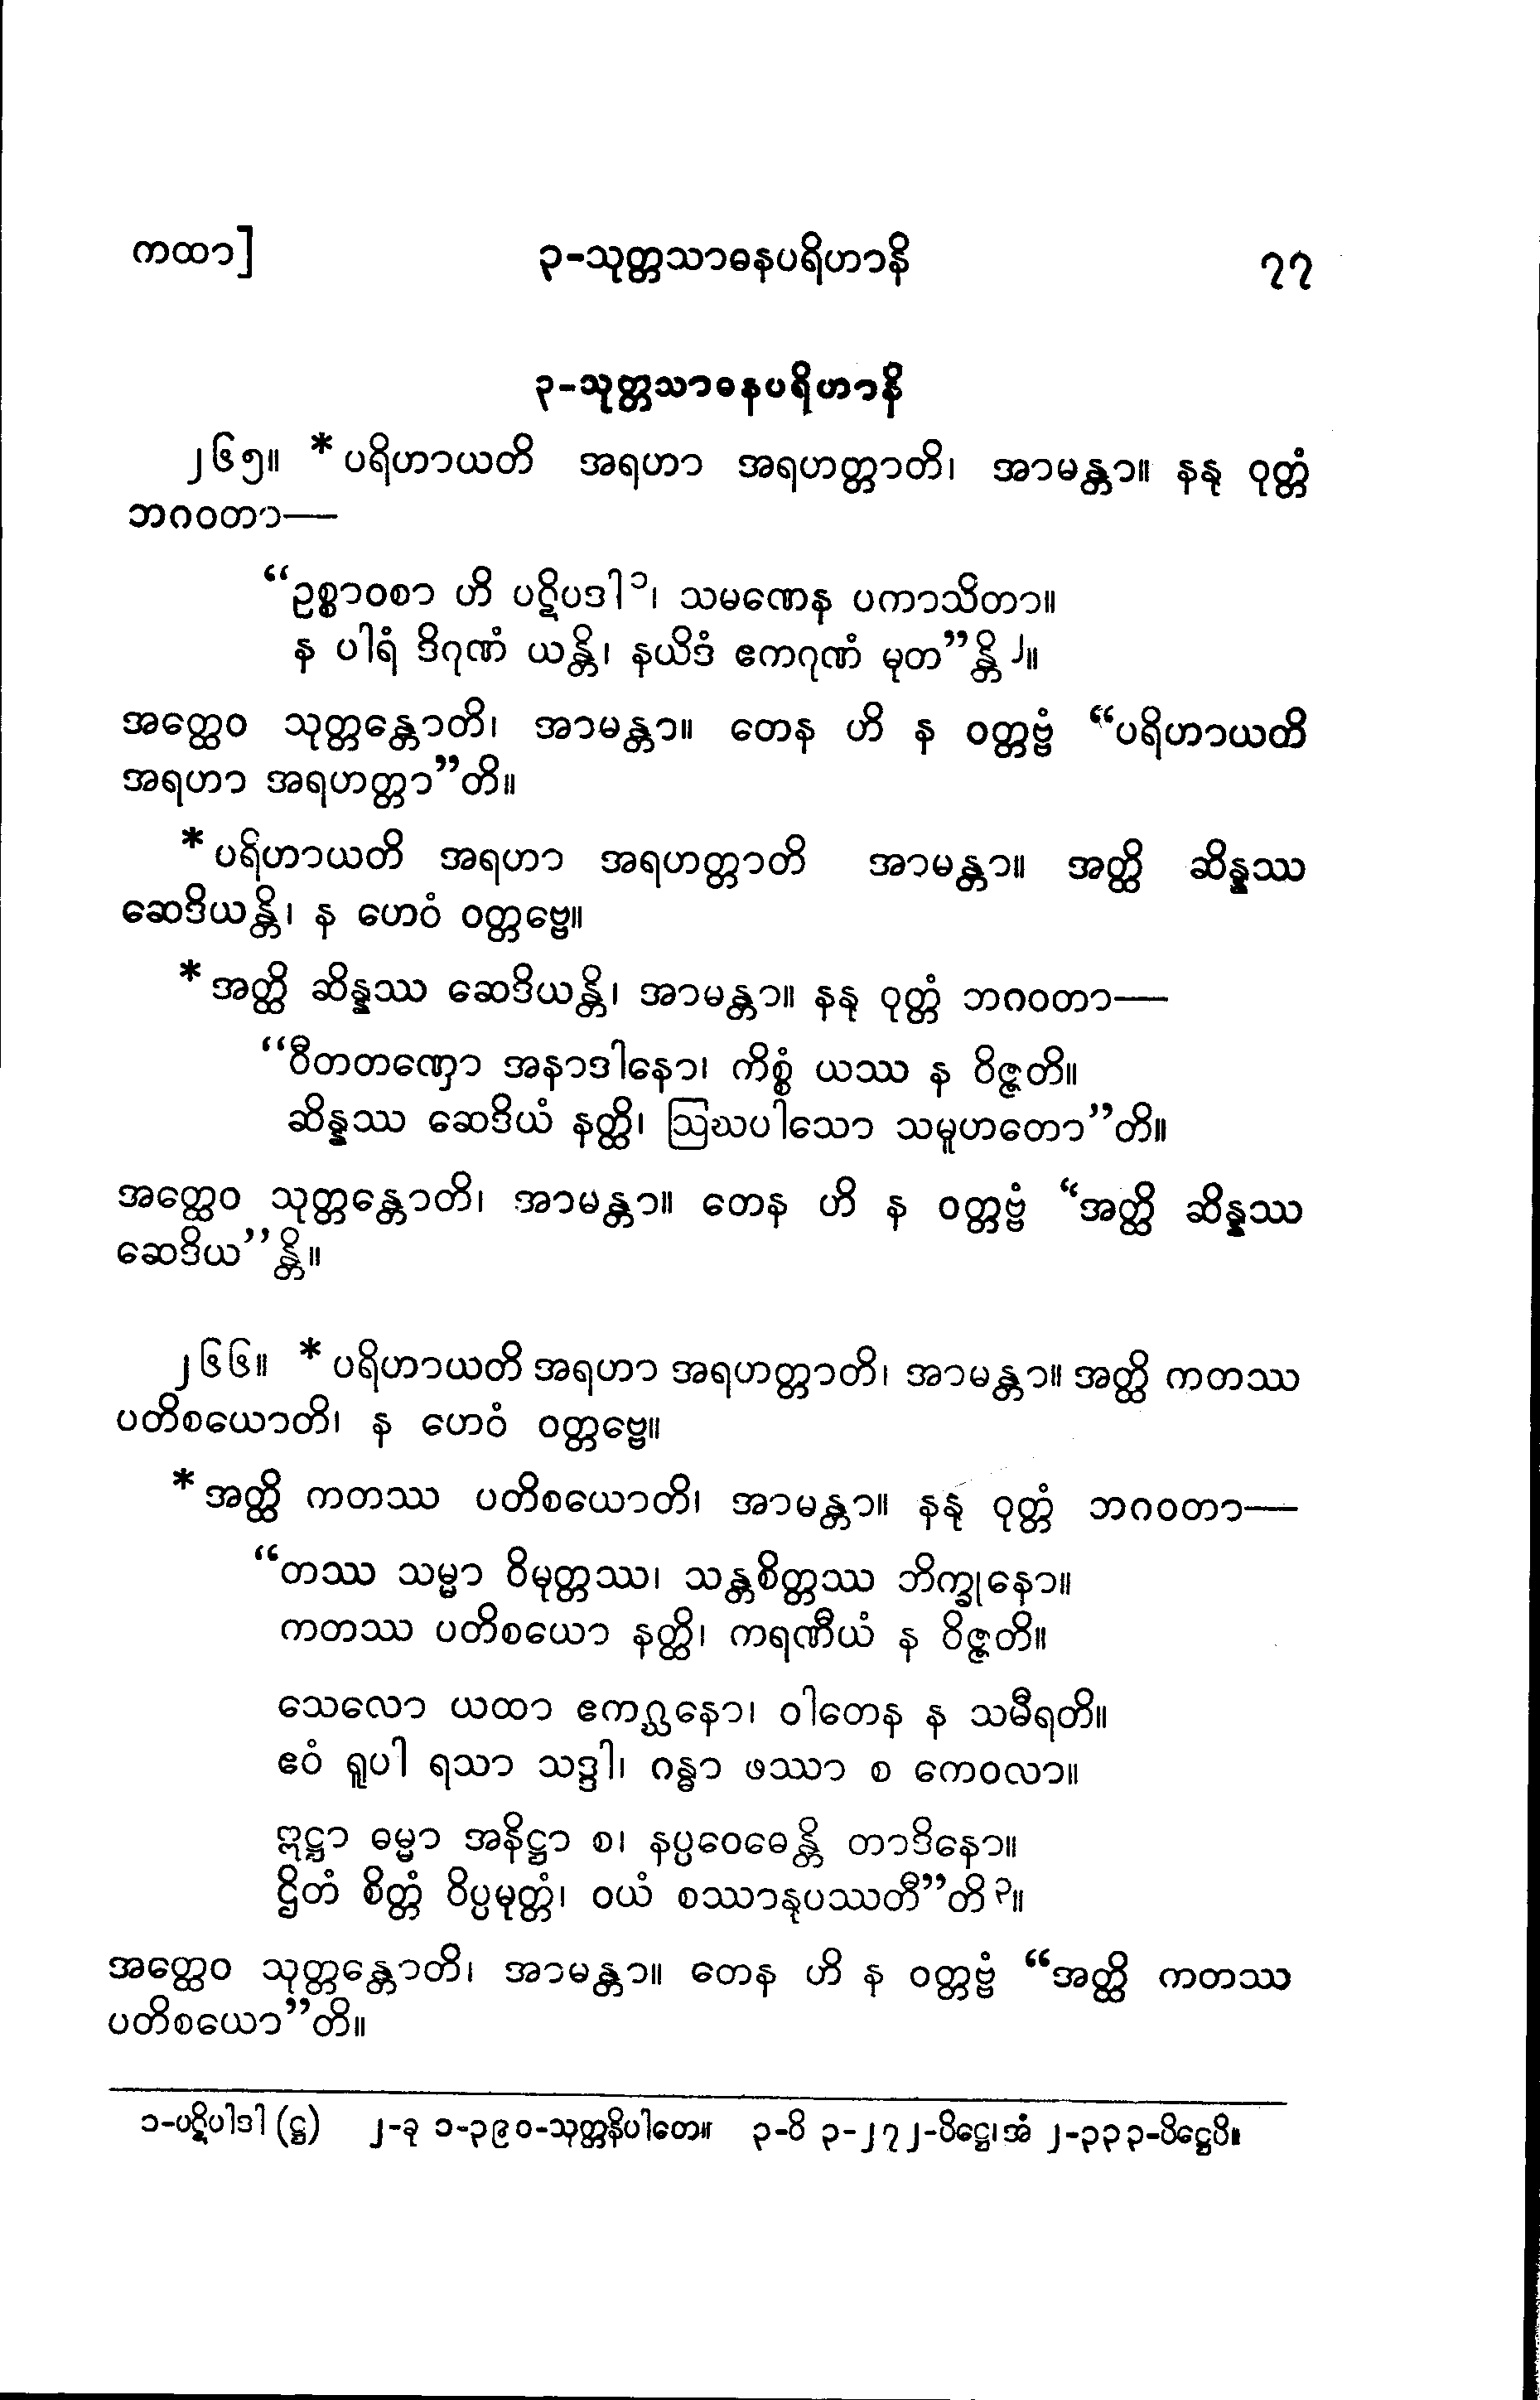 ကထာ] ၃-သုတ္တသာဓနပရိဟာနိ ၇၇
၃-သုတ္တသာဓနပရိဟာနိ
၂၆၅။ *ပရိဟာယတိ အရဟာ အရဟတ္တာတိ၊ အာမန္တာ။ နနု ဝုတ္တံ
ဘဂဝတာ—
“ဥစ္စာဝစာ ဟိ ပဋိပဒါ၁၊ သမဏေန ပကာသိတာ။
န ပါရံ ဒိဂုဏံ ယန္တိ၊ နယိဒံ ဧကဂုဏံ မုတ”န္တိ၂။
အတ္ထေဝ သုတ္တန္တောတိ၊ အာမန္တာ။ တေန ဟိ န ဝတ္တဗ္ဗံ “ပရိဟာယတိ
အရဟာ အရဟတ္တာ”တိ။
*ပရိဟာယတိ အရဟာ အရဟတ္တာတိ အာမန္တာ။ အတ္ထိ ဆိန္နဿ
ဆေဒိယန္တိ၊ န ဟေဝံ ဝတ္တဗ္ဗေ။
*အတ္ထိ ဆိန္နဿ ဆေဒိယန္တိ၊ အာမန္တာ။ နနု ဝုတ္တံ ဘဂဝတာ—
“ဝီတတဏှော အနာဒါနော၊ ကိစ္စံ ယဿ န ဝိဇ္ဇတိ။
ဆိန္နဿ ဆေဒိယံ နတ္ထိ၊ ဩဃပါသော သမူဟတော”တိ။
အတ္ထေဝ သုတ္တန္တောတိ၊ အာမန္တာ။ တေန ဟိ န ဝတ္တဗ္ဗံ “အတ္ထိ ဆိန္နဿ
ဆေဒိယ”န္တိ။
၂၆၆။ *ပရိဟာယတိ အရဟာ အရဟတ္တာတိ၊ အာမန္တာ။ အတ္ထိ ကတဿ
ပတိစယောတိ၊ န ဟေဝံ ဝတ္တဗ္ဗေ။
*အတ္ထိ ကတဿ ပတိစယောတိ၊ အာမန္တာ။ နနု ဝုတ္တံ ဘဂဝတာ—
“တဿ သမ္မာ ဝိမုတ္တဿ၊ သန္တစိတ္တဿ ဘိက္ခုနော။
ကတဿ ပတိစယော နတ္ထိ၊ ကရဏီယံ န ဝိဇ္ဇတိ။
သေလော ယထာ ဧကဂ္ဃနော၊ ဝါတေန န သမီရတိ။
ဧဝံ ရူပါ ရသာ သဒ္ဒါ၊ ဂန္ဓာ ဖဿာ စ ကေဝလာ။
ဣဋ္ဌာ ဓမ္မာ အနိဋ္ဌာ စ၊ နပ္ပဝေဓေန္တိ တာဒိနော။
ဌိတံ စိတ္တံ ဝိပ္ပမုတ္တံ၊ ဝယံ စဿာနုပဿတီ”တိ၃။
အတ္ထေဝ သုတ္တန္တောတိ၊ အာမန္တာ။ တေန ဟိ န ဝတ္တဗ္ဗံ “အတ္ထိ ကတဿ
ပတိစယော”တိ။
၁-ပဋိပါဒါ (ဋ္ဌ) ၂-ခု ၁-၃၉၀-သုတ္တနိပါတေ။ ၃-ဝိ ၃-၂၇၂-ပိဋ္ဌေ၊ အံ ၂-၃၃၃-ပိဋ္ဌေပိ။